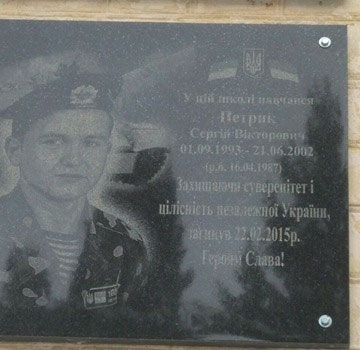 У цій школі навчався
Петрик
Сергій Вікторович
01.09.1993 - 21.06.2002
(р.н. 16.04.1987)
Захищаючи суверенітет і
цілісність незалежної України,
загинув 22.02.2015р.
Героям Слава!